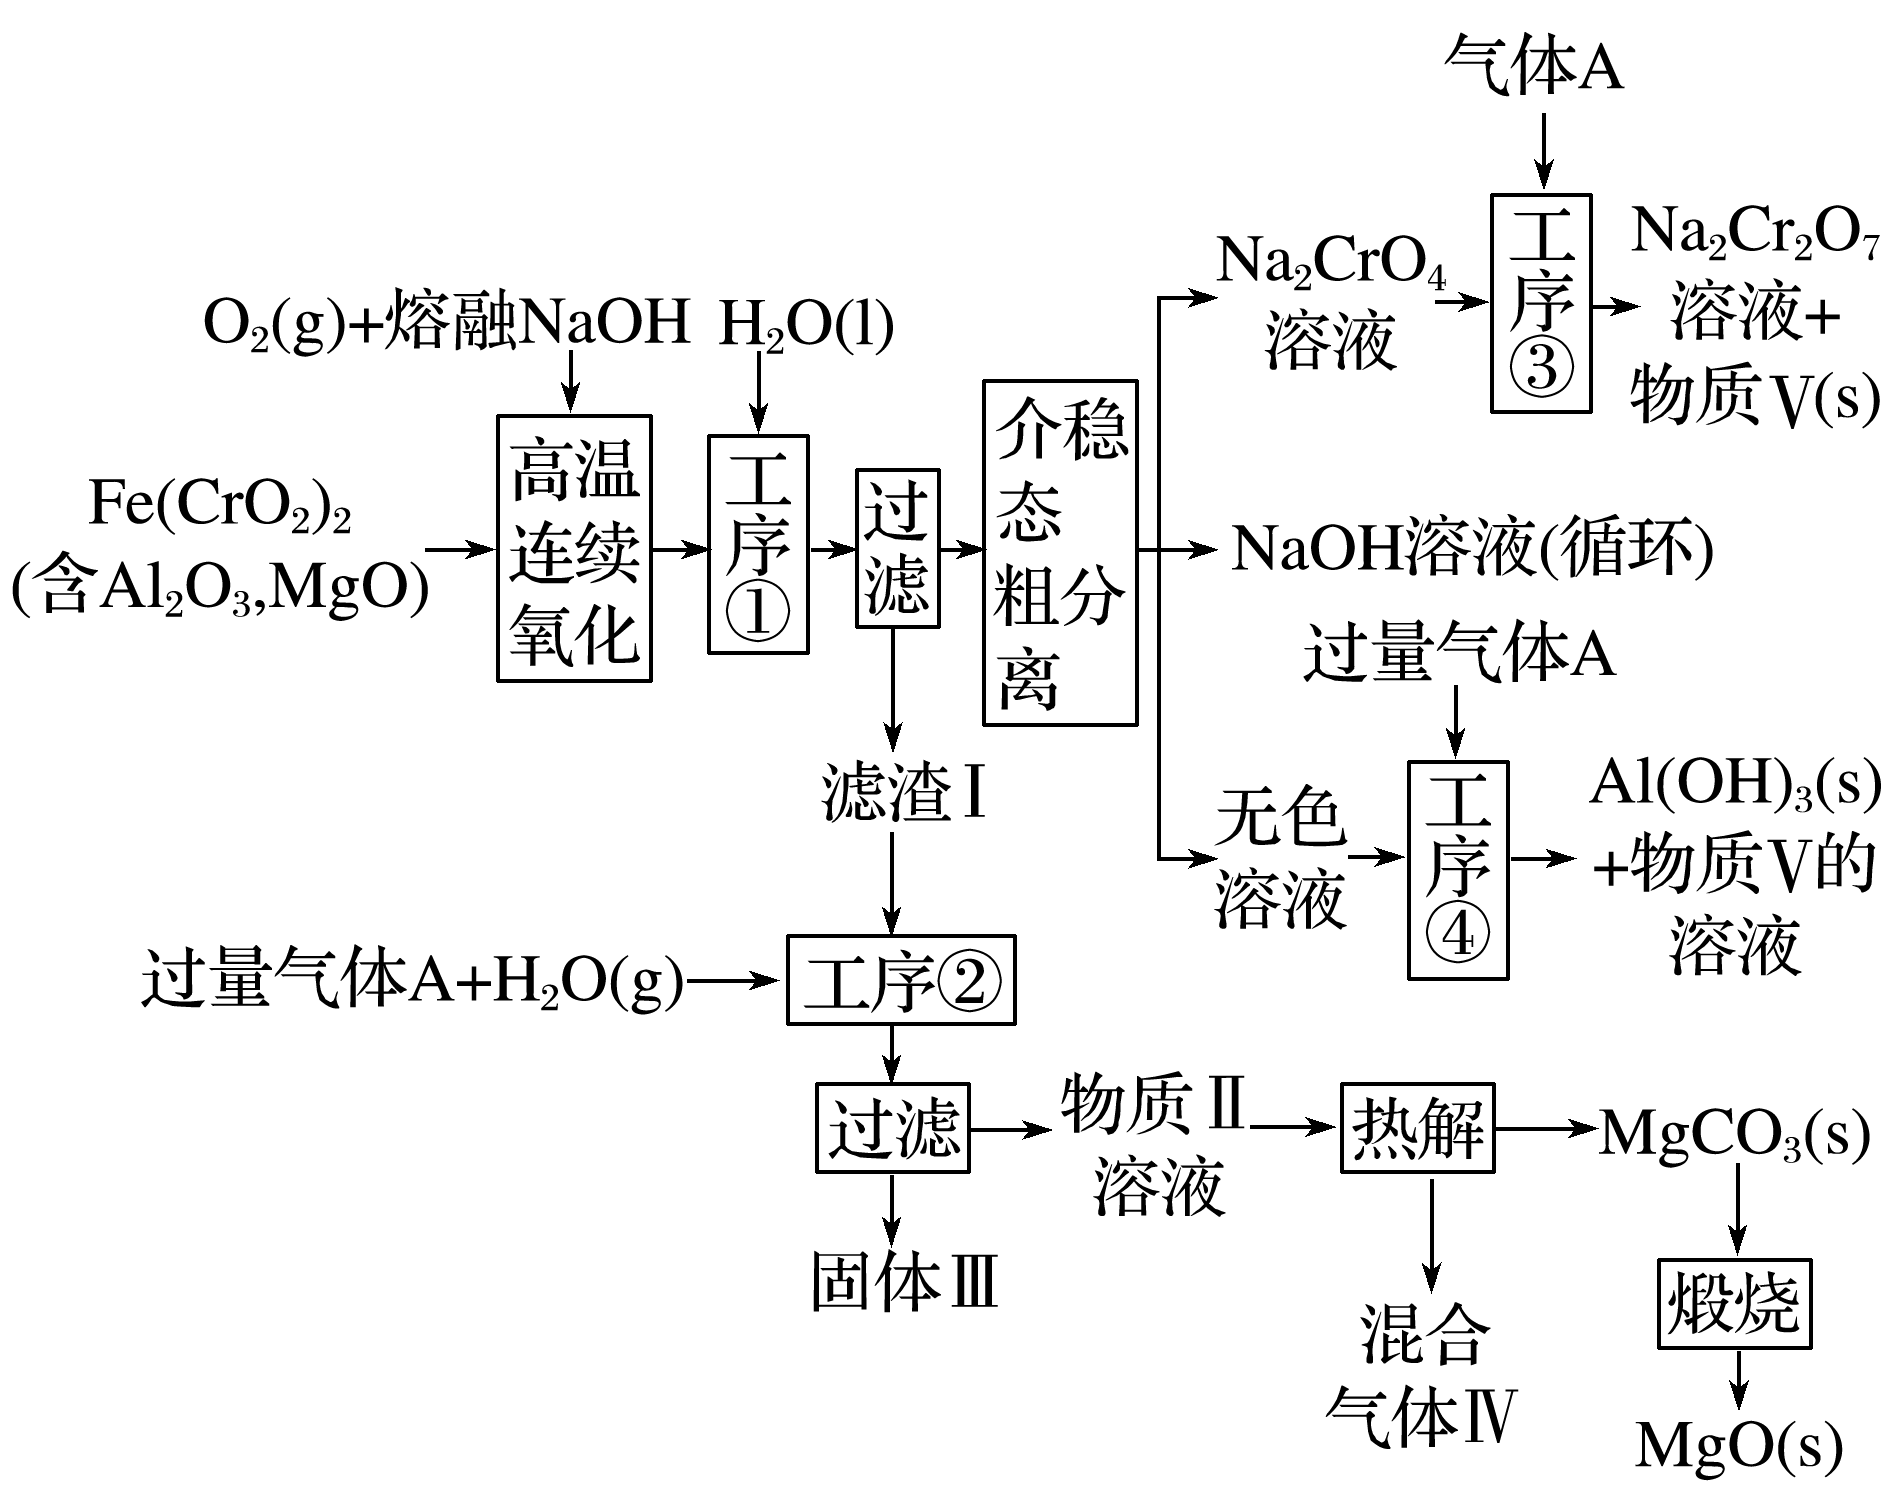 气体A
工序③
Na₂CrO₄
溶液
Na₂Cr₂O₇
溶液+
物质Ⅴ(s)
O₂(g)+熔融NaOH
H₂O(l)
Fe(CrO₂)₂
(含Al₂O₃,MgO)
高温
连续
氧化
工序①
过滤
介稳
态
粗分
离
NaOH溶液(循环)
过量气体A
无色
溶液
工序④
Al(OH)₃(s)
+物质Ⅴ的
溶液
滤渣Ⅰ
过量气体A+H₂O(g)
工序②
过滤
物质Ⅱ
溶液
热解
MgCO₃(s)
固体Ⅲ
混合
气体Ⅳ
煅烧
MgO(s)